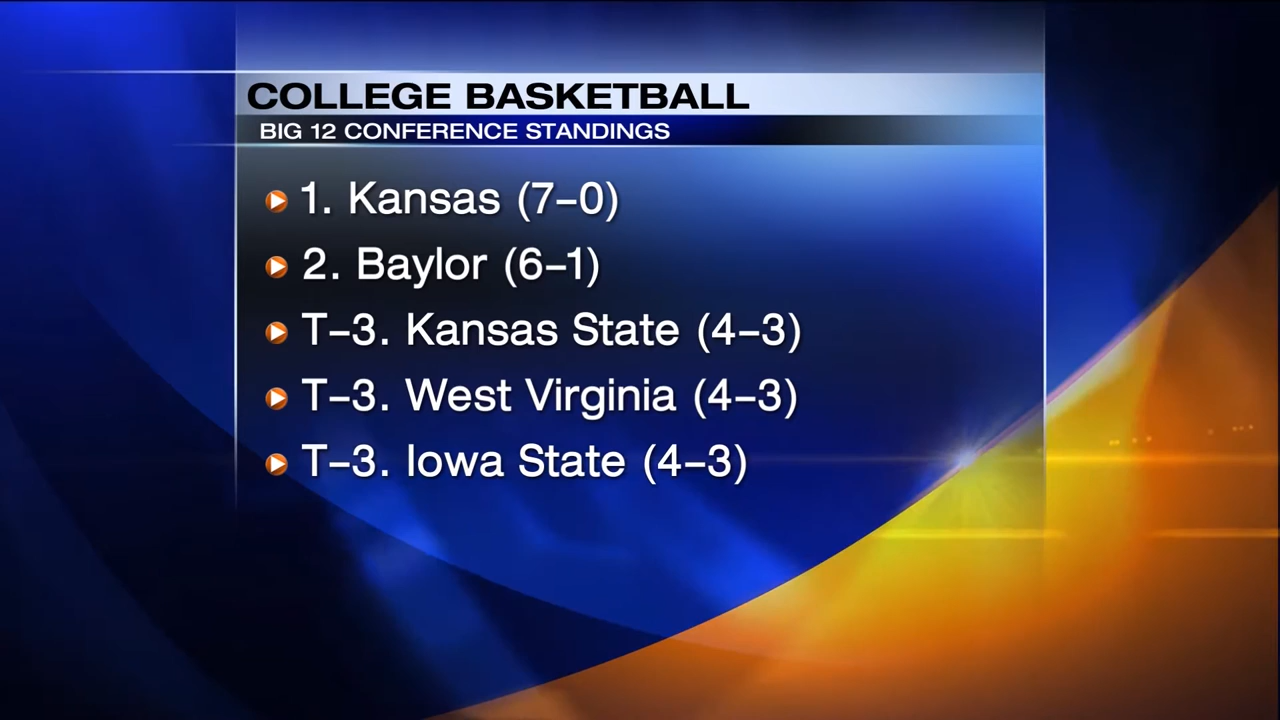 COLLEGE BASKETBALL
BIG 12 CONFERENCE STANDINGS
1. Kansas (7–0)
2. Baylor (6–1)
T–3. Kansas State (4–3)
T–3. West Virginia (4–3)
T–3. Iowa State (4–3)